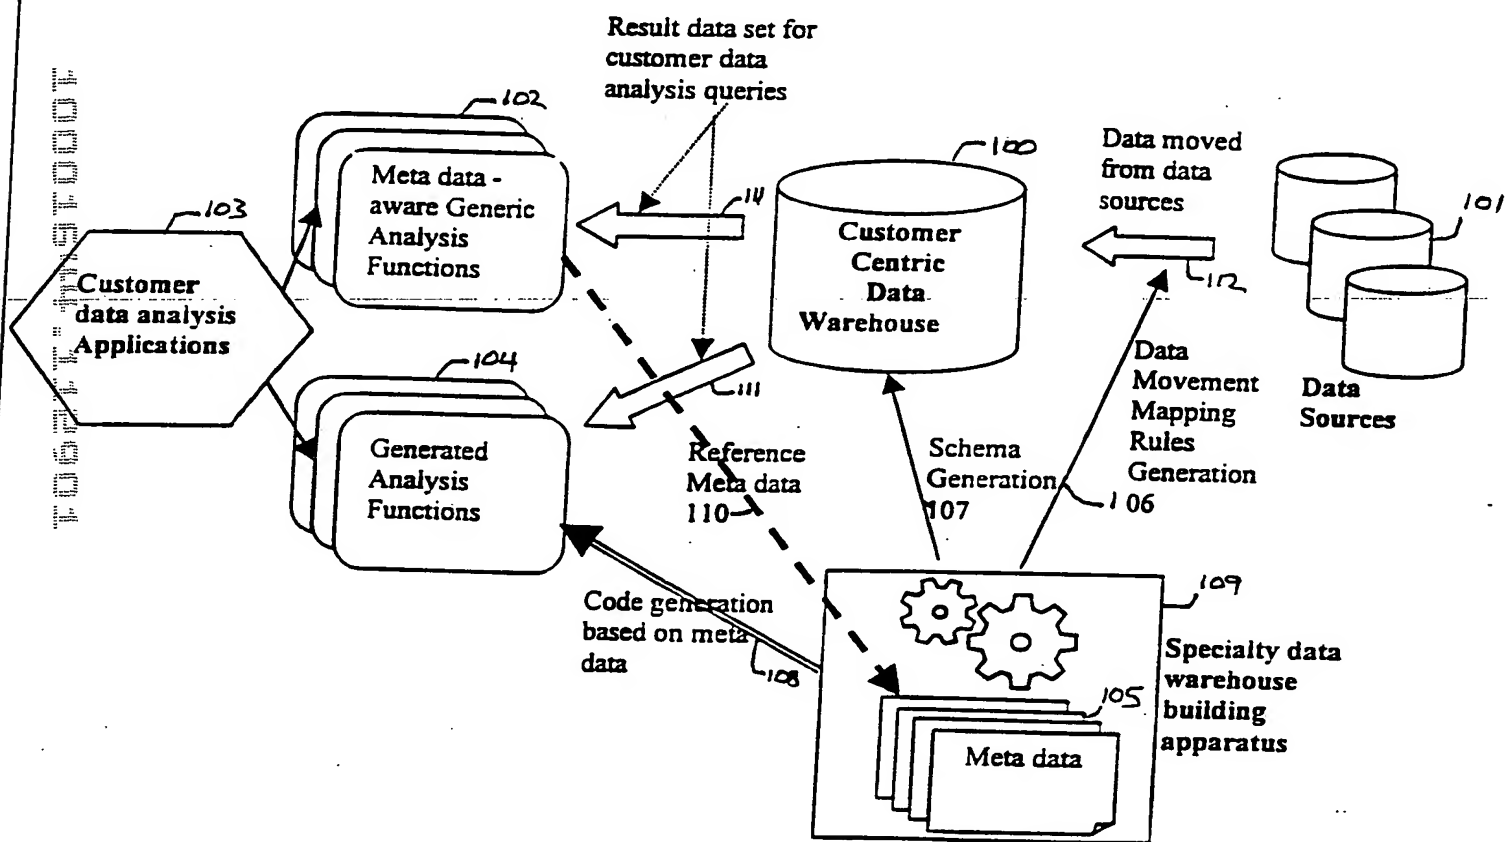 Result data set for
customer data
analysis queries
102
Meta data -
aware Generic
Analysis
Functions
103
Customer
data analysis
Applications
104
Generated
Analysis
Functions
100
Customer
Centric
Data
Warehouse
Data moved
from data
sources
101
112
Data
Sources
111
Reference
Meta data
110
Schema
Generation
107
Data
Movement
Mapping
Rules
Generation
106
Code generation
based on meta
data
108
109
Specialty data
warehouse
building
apparatus
105
Meta data